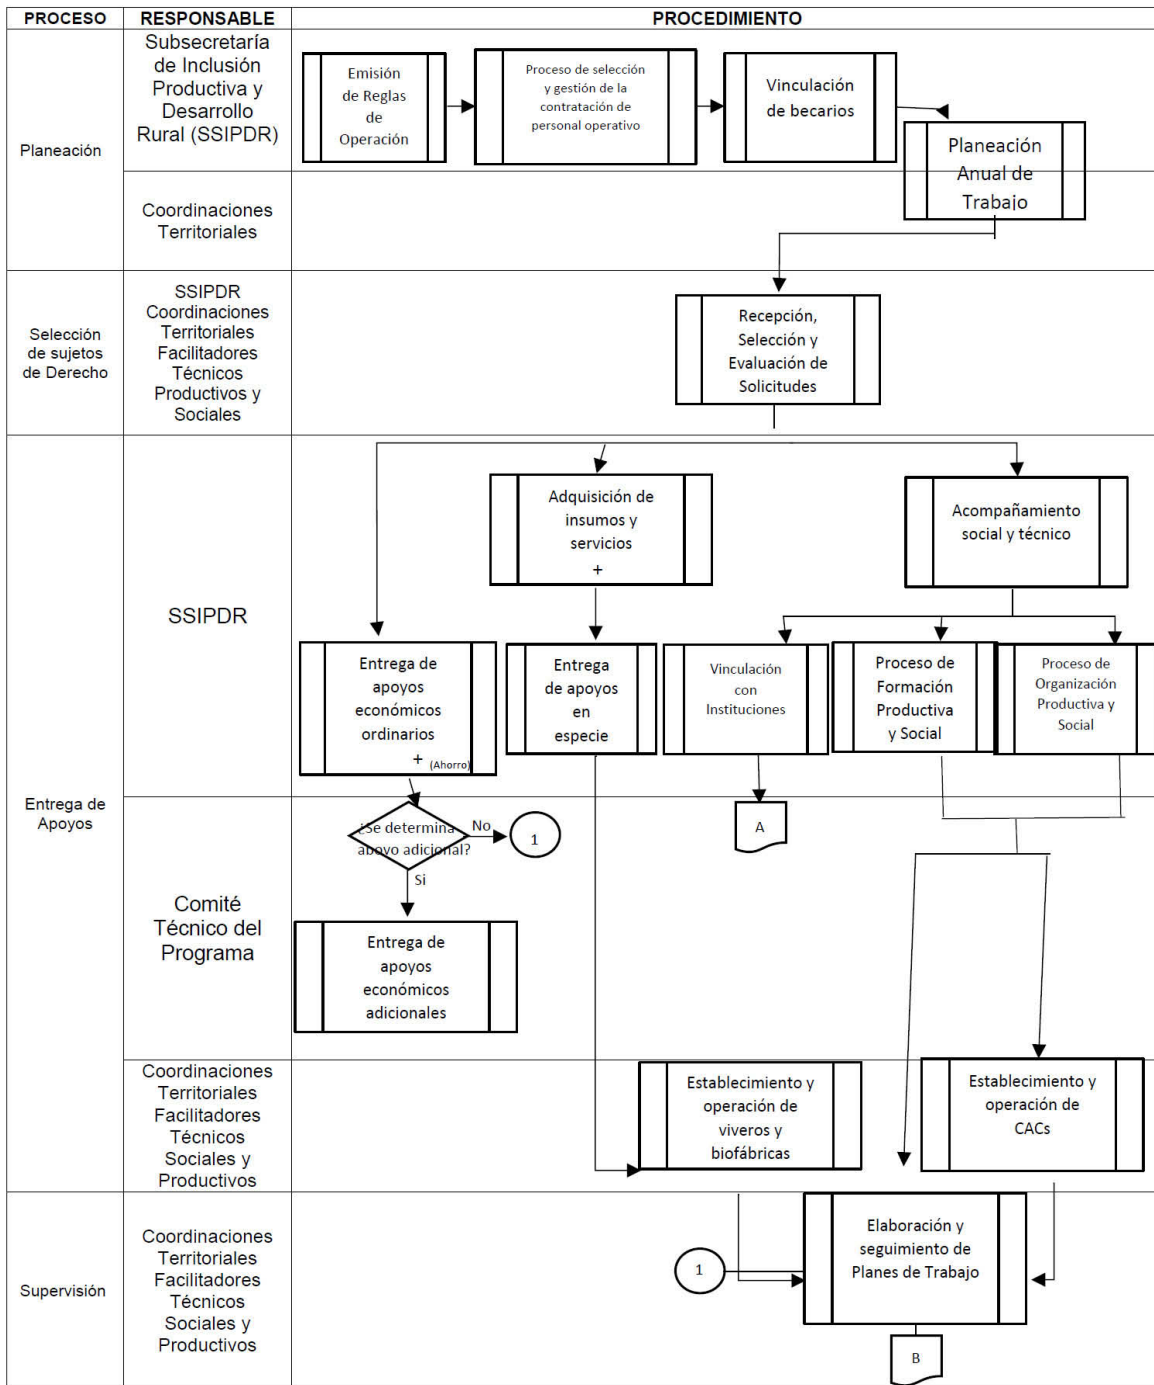 PROCESO
RESPONSABLE
PROCEDIMIENTO
Planeación
Subsecretaría
de Inclusión
Productiva y
Desarrollo
Rural (SSIPDR)
Emisión
de Reglas
de
Operación
Proceso de selección
y gestión de la
contratación de
personal operativo
Vinculación
de becarios
Planeación
Anual de
Trabajo
Coordinaciones
Territoriales
Selección
de sujetos
de Derecho
SSIPDR
Coordinaciones
Territoriales
Facilitadores
Técnicos
Productivos y
Sociales
Recepción,
Selección y
Evaluación de
Solicitudes
Entrega de
Apoyos
SSIPDR
Adquisición de
insumos y
servicios
+
Acompañamiento
social y técnico
Entrega de
apoyos
económicos
ordinarios
+ (Ahorro)
Entrega
de apoyos
en
especie
Vinculación
con
Instituciones
Proceso de
Formación
Productiva
y Social
Proceso de
Organización
Productiva y
Social
Comité
Técnico del
Programa
¿Se determina
apoyo adicional?
No
1
Si
A
Entrega de
apoyos
económicos
adicionales
Coordinaciones
Territoriales
Facilitadores
Técnicos
Sociales y
Productivos
Establecimiento y
operación de
viveros y
biofábricas
Establecimiento y
operación de
CACs
Supervisión
Coordinaciones
Territoriales
Facilitadores
Técnicos
Sociales y
Productivos
1
Elaboración y
seguimiento de
Planes de Trabajo
B